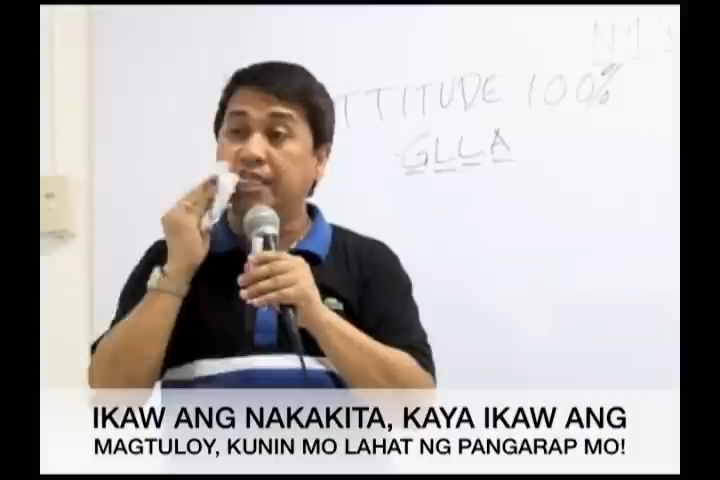 TTITUDE 100%
GLLA
IKAW ANG NAKAKITA, KAYA IKAW ANG
MAGTULOY, KUNIN MO LAHAT NG PANGARAP MO!